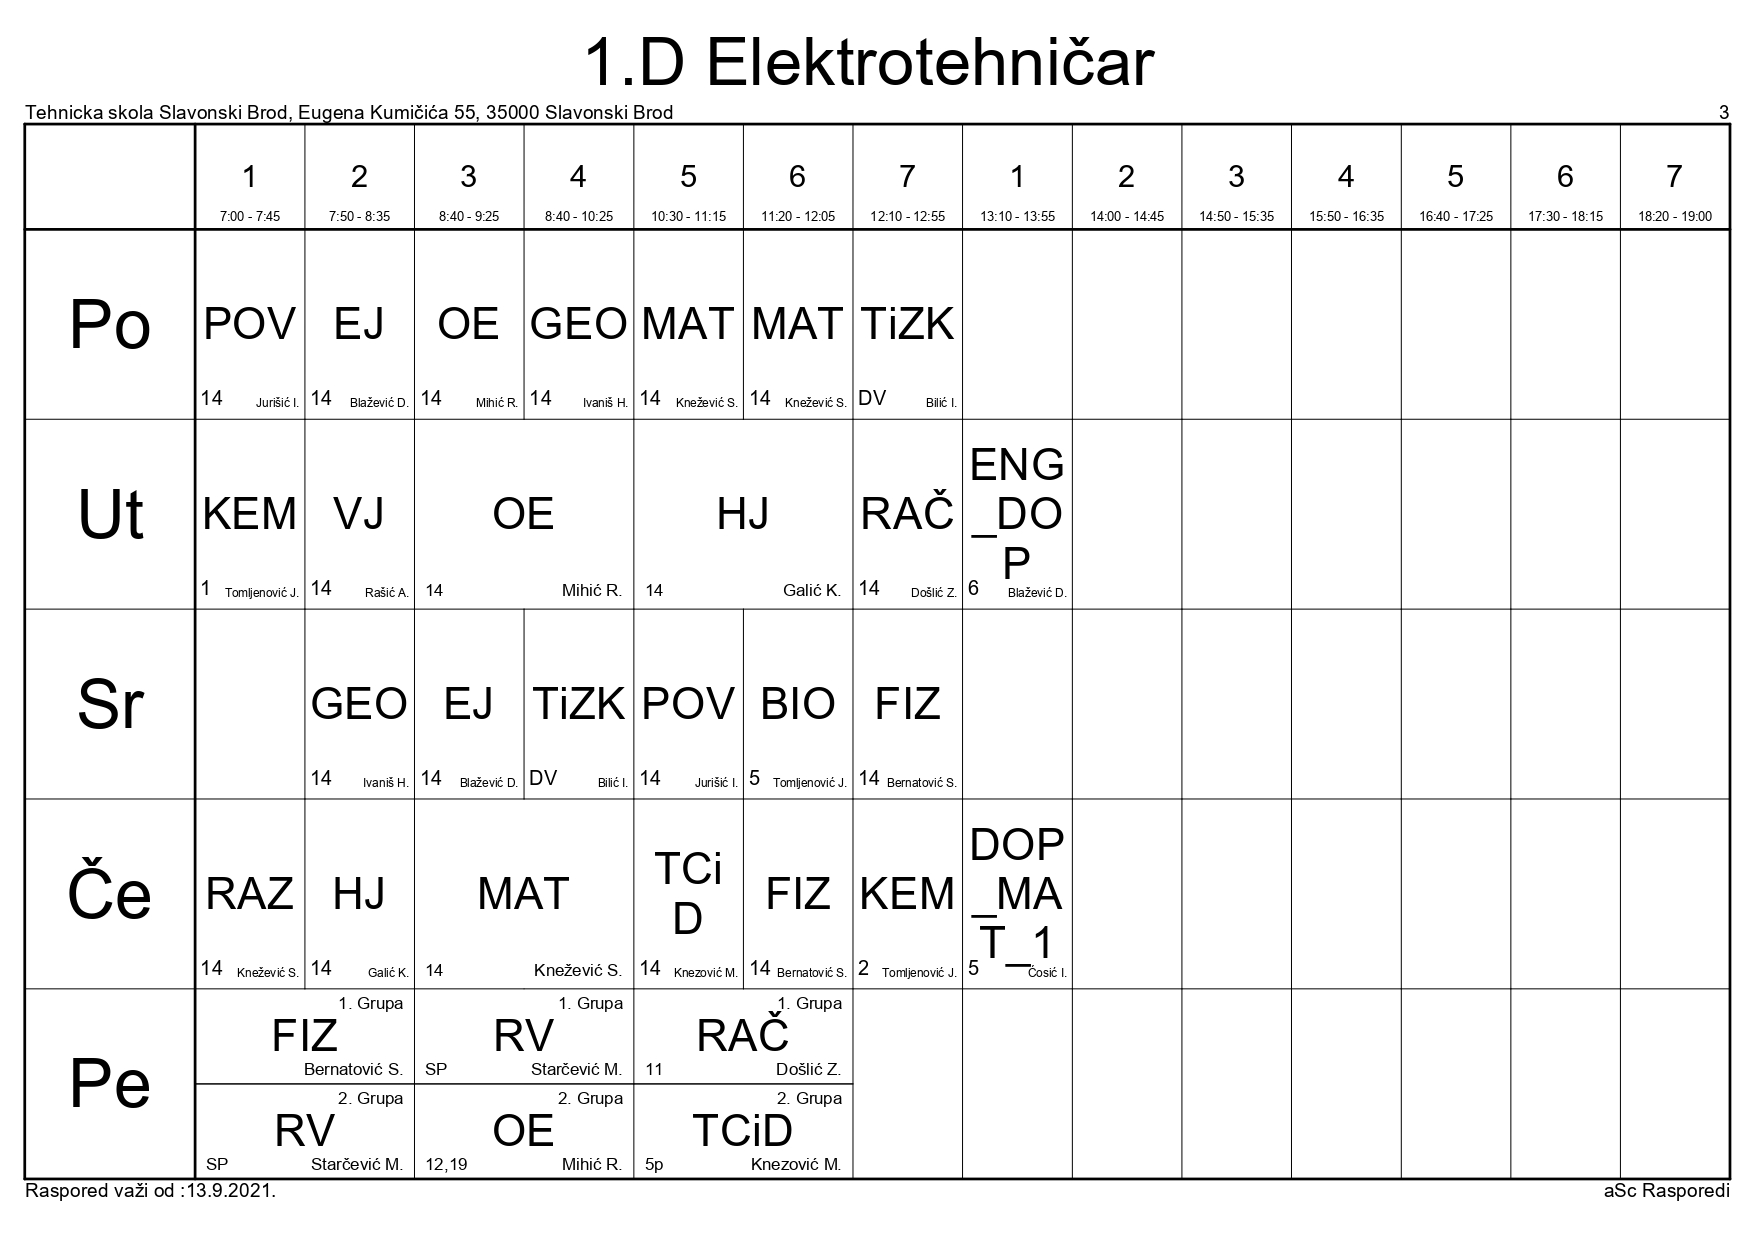 1.D Elektrotehničar
Tehnicka skola Slavonski Brod, Eugena Kumičića 55, 35000 Slavonski Brod 3
1 2 3 4 5 6 7 1 2 3 4 5 6 7
7:00 - 7:45 7:50 - 8:35 8:40 - 9:25 8:40 - 10:25 10:30 - 11:15 11:20 - 12:05 12:10 - 12:55 13:10 - 13:55 14:00 - 14:45 14:50 - 15:35 15:50 - 16:35 16:40 - 17:25 17:30 - 18:15 18:20 - 19:00
Po POV EJ OE GEO MAT MAT TiZK
14 Jurišić I. 14 Blažević D. 14 Mihić R. 14 Ivaniš H. 14 Knežević S. 14 Knežević S. DV Bilić I.
Ut KEM VJ OE HJ RAČ ENG
_DO
P
1 Tomljenović J. 14 Rašić A. 14 Mihić R. 14 Galić K. 14 Došlić Z. 6 Blažević D.
Sr GEO EJ TiZK POV BIO FIZ
14 Ivaniš H. 14 Blažević D. DV Bilić I. 14 Jurišić I. 5 Tomljenović J. 14 Bernatović S.
Če RAZ HJ MAT TCi
D FIZ KEM DOP
_MA
T_1
14 Knežević S. 14 Galić K. 14 Knežević S. 14 Knezović M. 14 Bernatović S. 2 Tomljenović J. 5 Ćosić I.
Pe
1. Grupa 1. Grupa 1. Grupa
FIZ RV RAČ
Bernatović S. SP Starčević M. 11 Došlić Z.
2. Grupa 2. Grupa 2. Grupa
RV OE TCiD
SP Starčević M. 12,19 Mihić R. 5p Knezović M.
Raspored važi od :13.9.2021. aSc Rasporedi